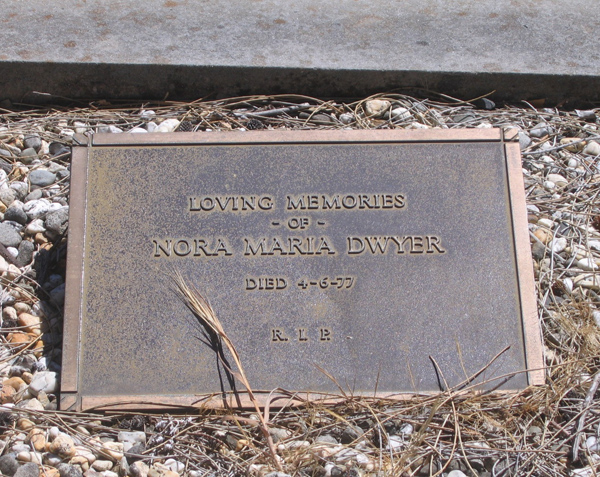 LOVING MEMORIES
- OF -
NORA MARIA DWYER
DIED 4-6-77
R. I. P.